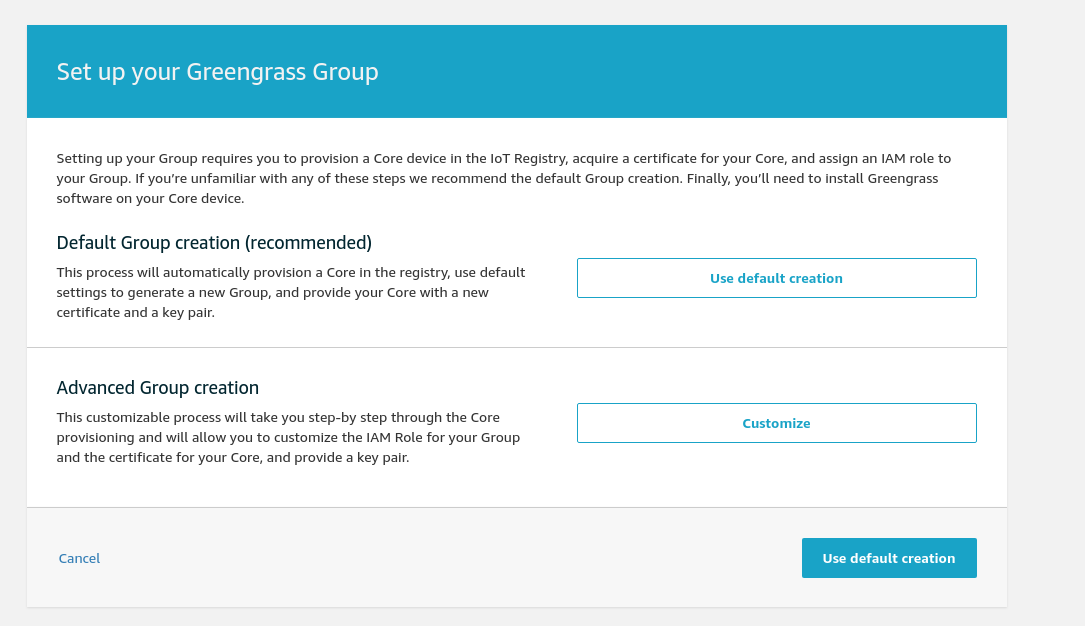 Set up your Greengrass Group
Setting up your Group requires you to provision a Core device in the IoT Registry, acquire a certificate for your Core, and assign an IAM role to
your Group. If you’re unfamiliar with any of these steps we recommend the default Group creation. Finally, you’ll need to install Greengrass
software on your Core device.
Default Group creation (recommended)
This process will automatically provision a Core in the registry, use default
settings to generate a new Group, and provide your Core with a new
certificate and a key pair.
Use default creation
Advanced Group creation
This customizable process will take you step-by step through the Core
provisioning and will allow you to customize the IAM Role for your Group
and the certificate for your Core, and provide a key pair.
Customize
Cancel
Use default creation